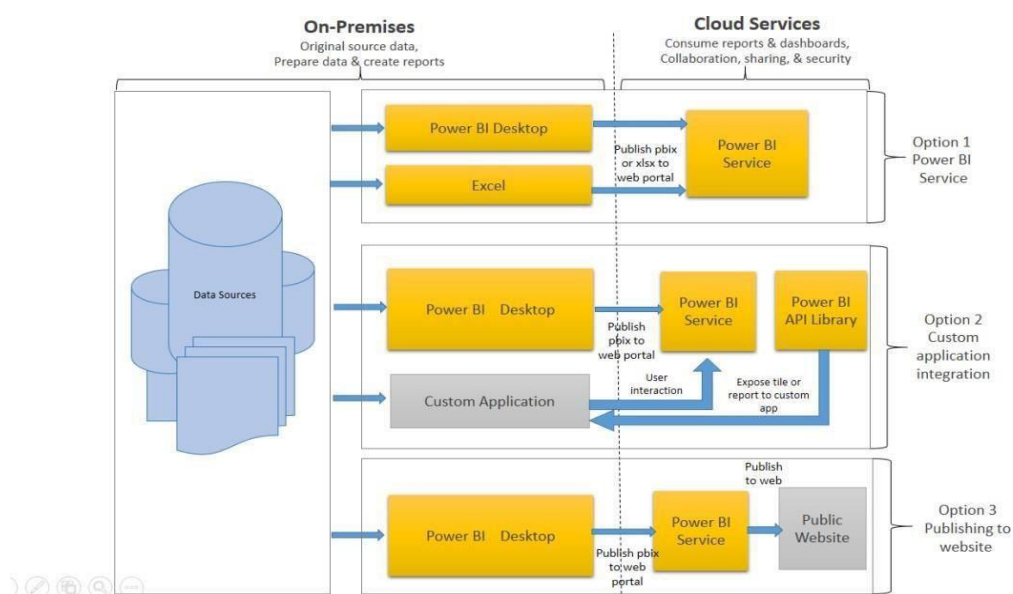 On-Premises
Original source data,
Prepare data & create reports
Cloud Services
Consume reports & dashboards,
Collaboration, sharing, & security
Data Sources
Power BI Desktop
Excel
Publish pbix
or xlsx to
web portal
Power BI
Service
Option 1
Power BI
Service
Power BI Desktop
Publish
pbix to
web portal
Power BI
Service
Power BI
API Library
Custom Application
User
interaction
Expose tile or
report to custom
app
Option 2
Custom
application
integration
Power BI Desktop
Publish pbix
to web
portal
Power BI
Service
Publish
to web
Public
Website
Option 3
Publishing to
website